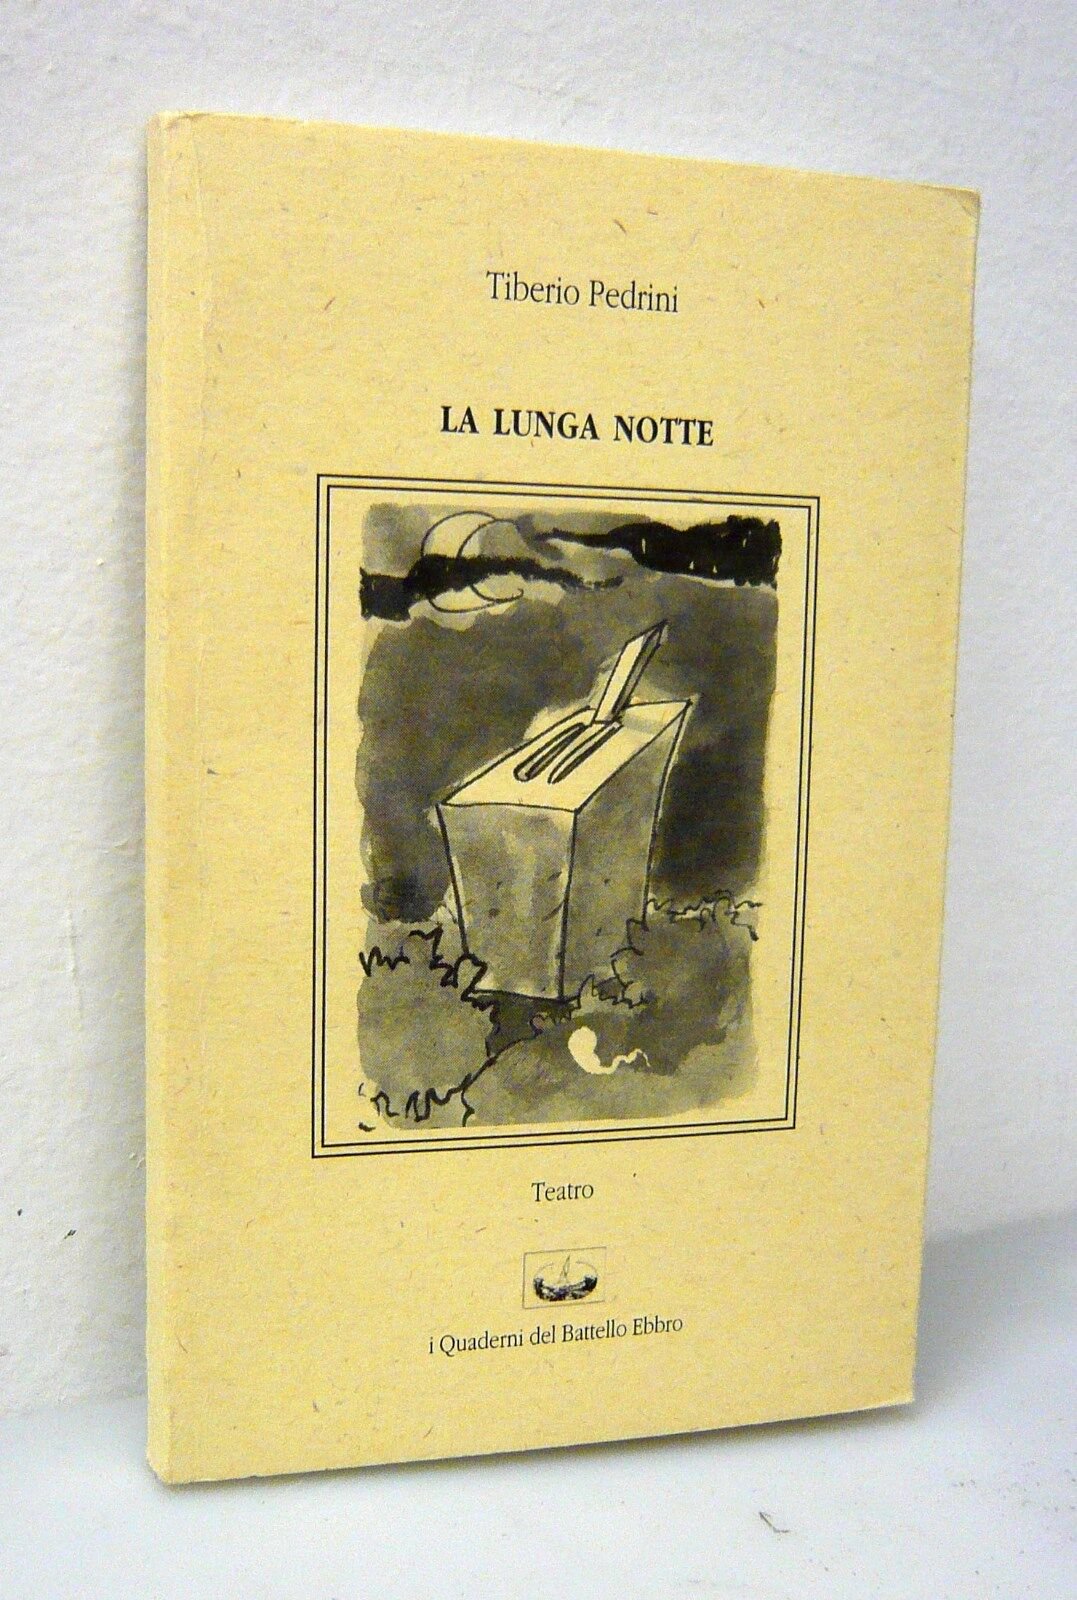 Tiberio Pedrini
LA LUNGA NOTTE
Teatro
i Quaderni del Battello Ebbro